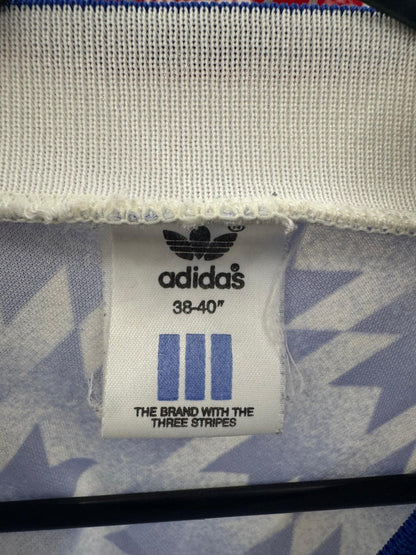 ®
adidas
38-40"
THE BRAND WITH THE
THREE STRIPES